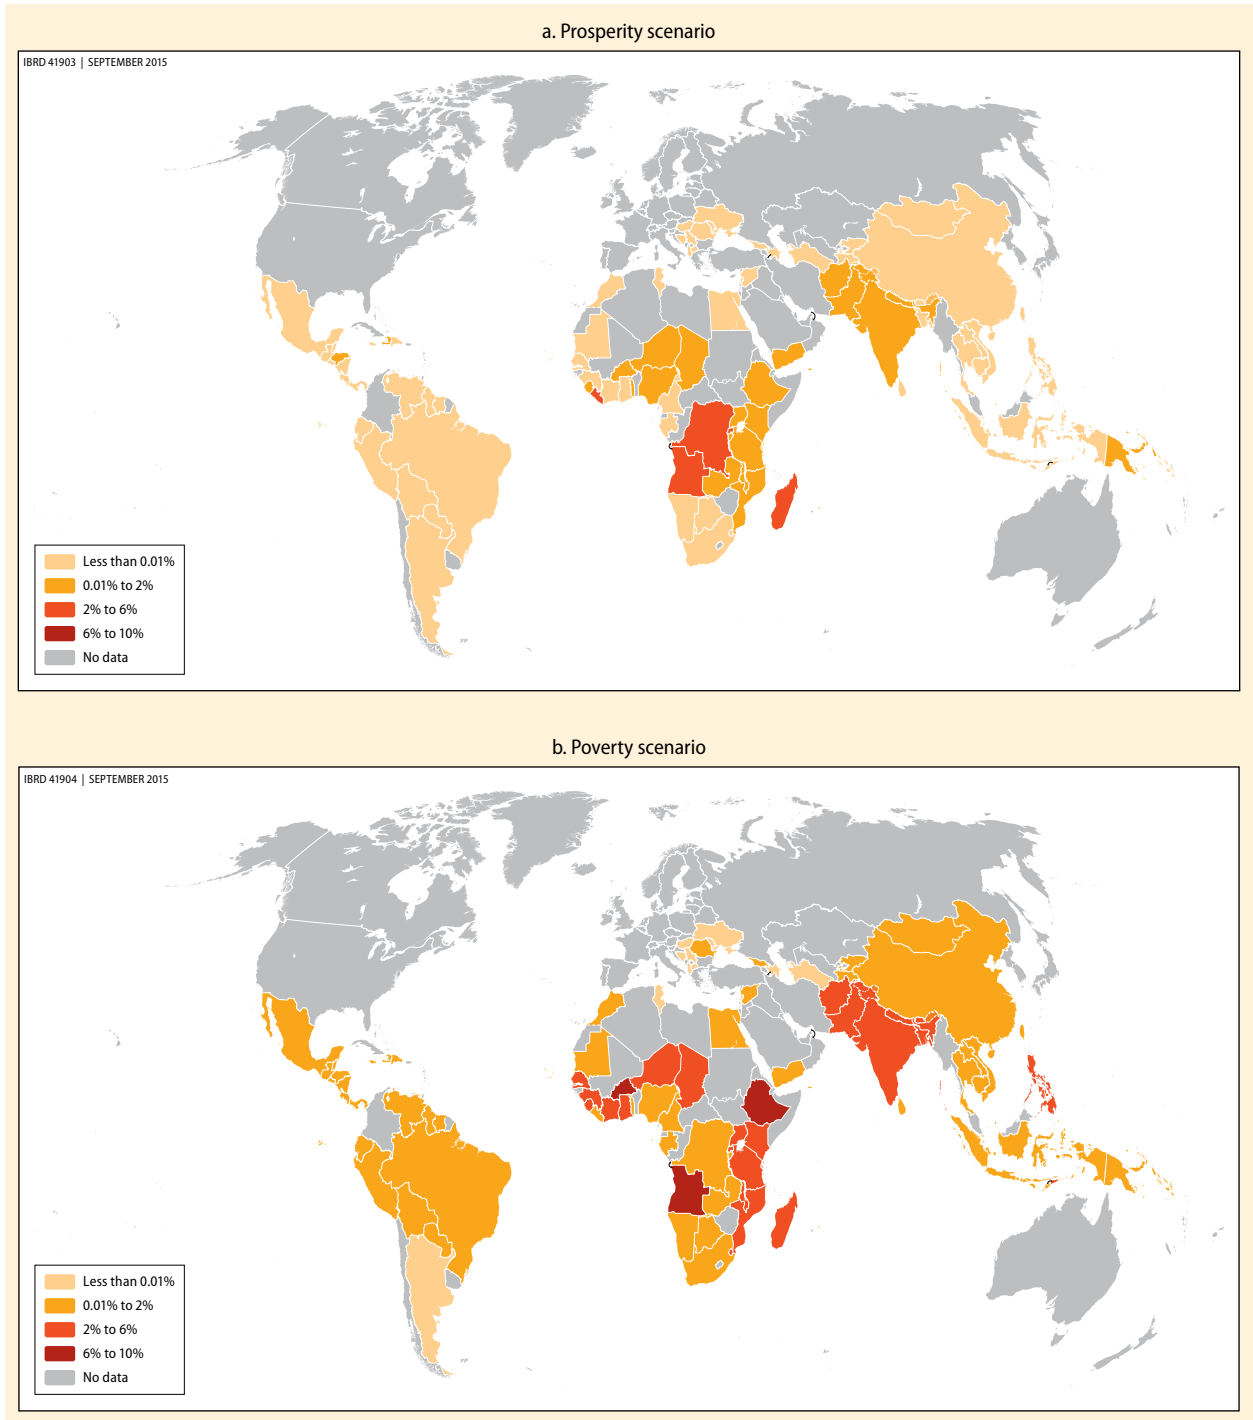 a. Prosperity scenario
IBRD 41903 | SEPTEMBER 2015
Less than 0.01%
0.01% to 2%
2% to 6%
6% to 10%
No data
b. Poverty scenario
IBRD 41904 | SEPTEMBER 2015
Less than 0.01%
0.01% to 2%
2% to 6%
6% to 10%
No data